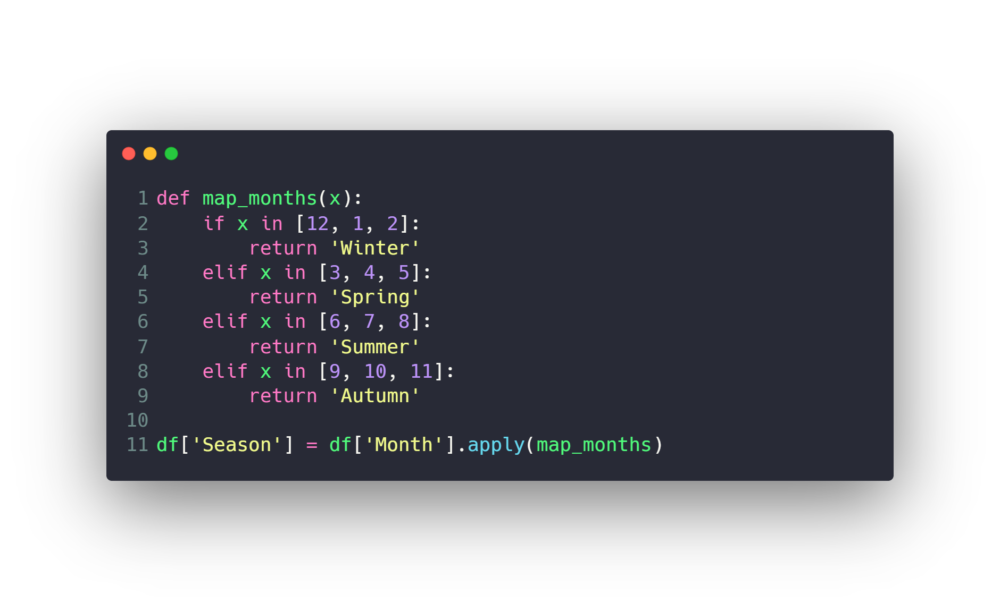 1 def map_months(x):
2     if x in [12, 1, 2]:
3         return 'Winter'
4     elif x in [3, 4, 5]:
5         return 'Spring'
6     elif x in [6, 7, 8]:
7         return 'Summer'
8     elif x in [9, 10, 11]:
9         return 'Autumn'
10
11 df['Season'] = df['Month'].apply(map_months)